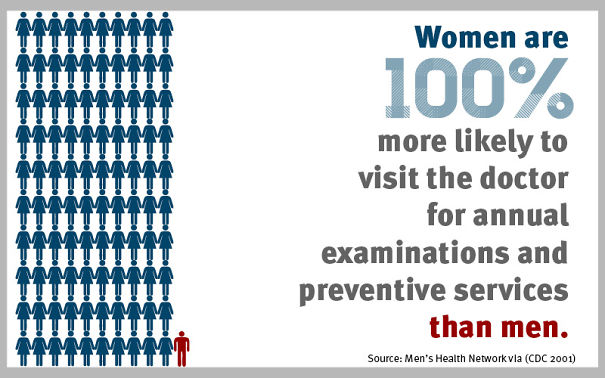 Women are
100%
more likely to
visit the doctor
for annual
examinations and
preventive services
than men.
Source: Men's Health Network via (CDC 2001)